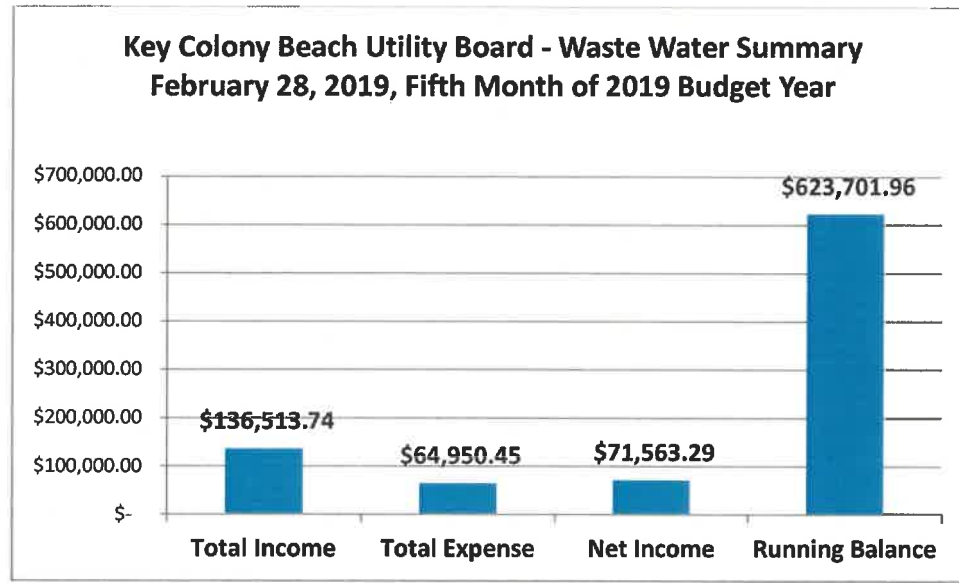 Key Colony Beach Utility Board - Waste Water Summary
February 28, 2019, Fifth Month of 2019 Budget Year
$700,000.00
$600,000.00
$500,000.00
$400,000.00
$300,000.00
$200,000.00
$100,000.00
$-
$136,513.74
$64,950.45
$71,563.29
$623,701.96
Total Income
Total Expense
Net Income
Running Balance